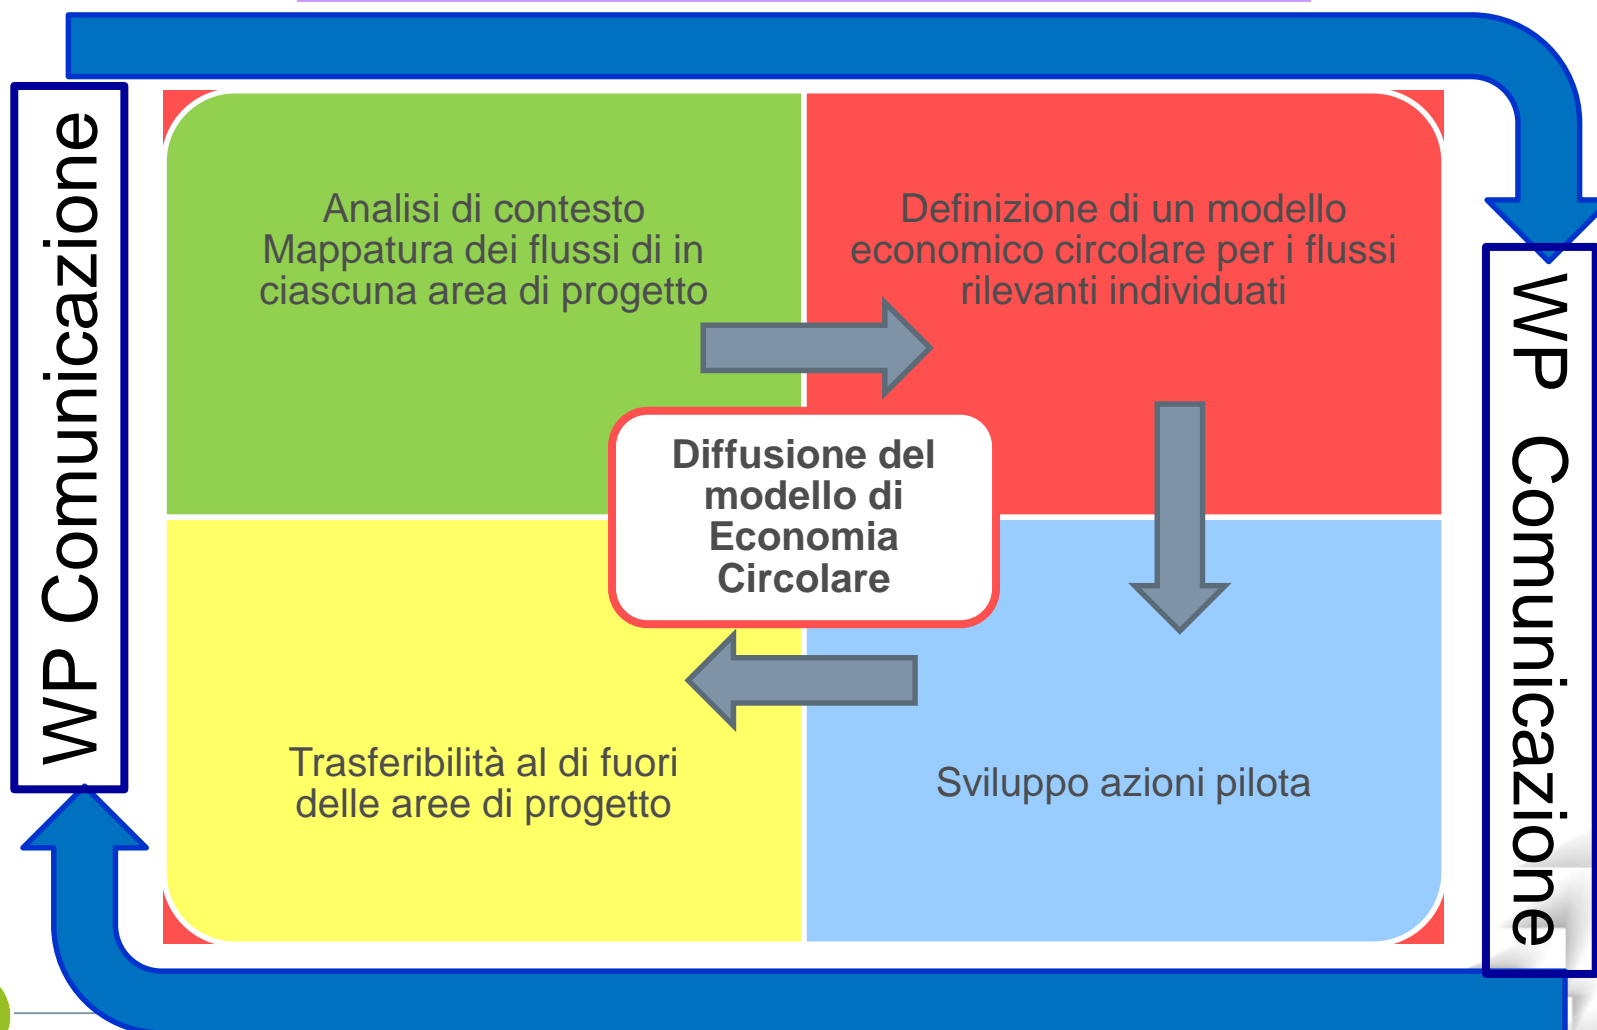 WP Comunicazione
Analisi di contesto
Mappatura dei flussi di in
ciascuna area di progetto
Definizione di un modello
economico circolare per i flussi
rilevanti individuati
Diffusione del
modello di
Economia
Circolare
Trasferibilità al di fuori
delle aree di progetto
Sviluppo azioni pilota
WP Comunicazione